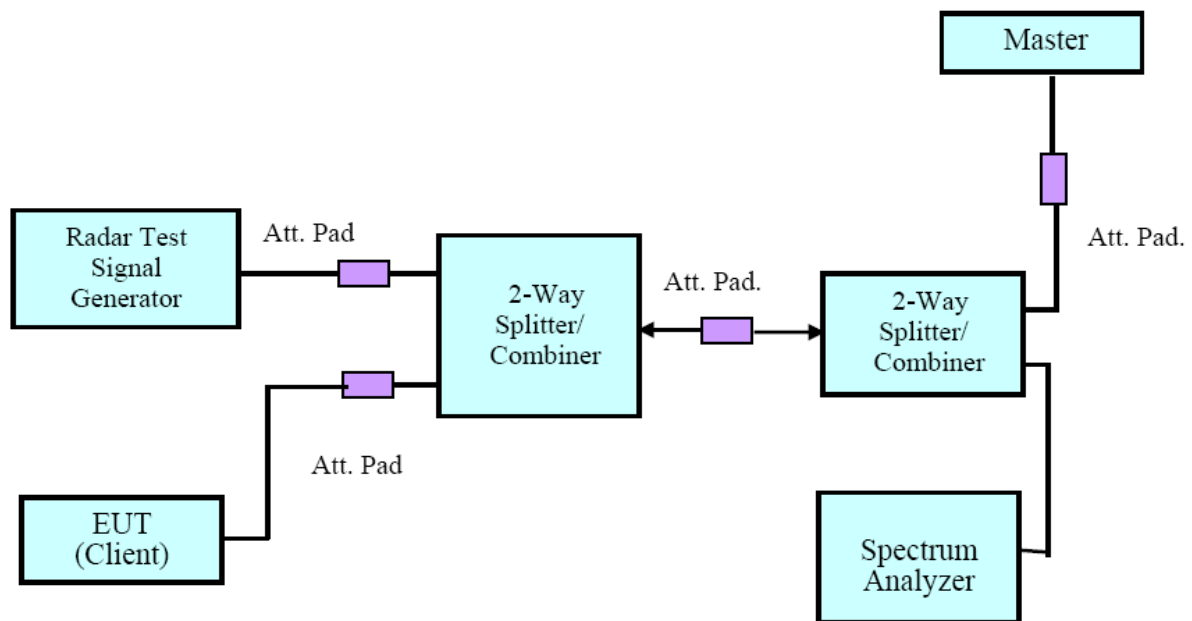 Master
Radar Test
Signal
Generator
Att. Pad
Att. Pad.
Att. Pad.
2-Way
Splitter/
Combiner
2-Way
Splitter/
Combiner
Att. Pad
EUT
(Client)
Spectrum
Analyzer